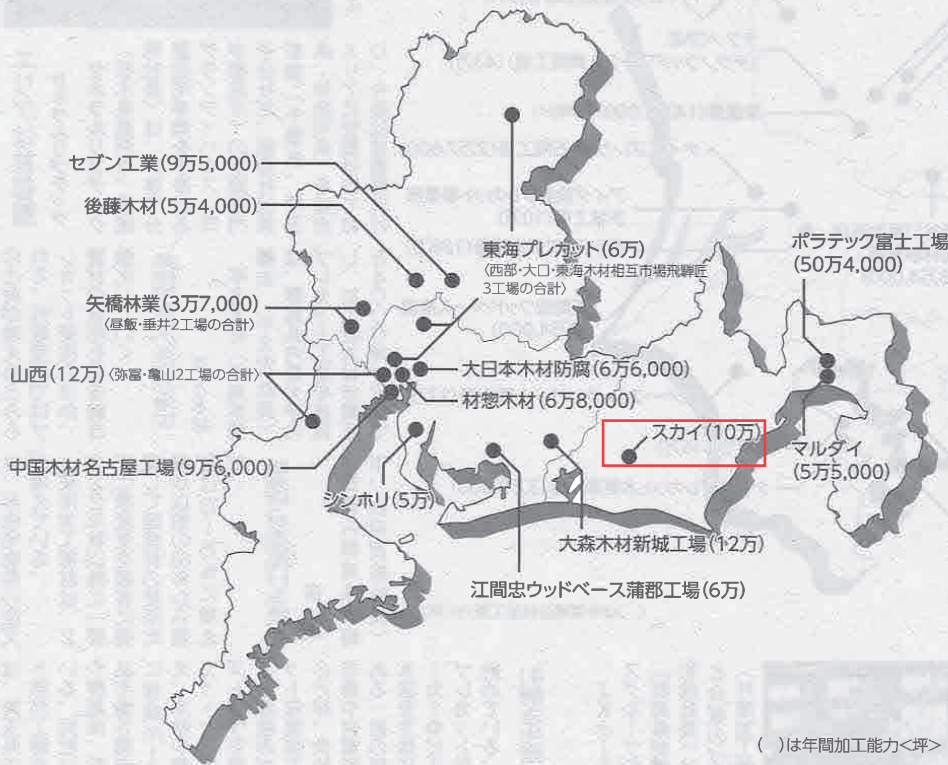 セブン工業(9万5,000)
後藤木材(5万4,000)
東海プレカット(6万)
〈西部・大口・東海木材相互市場飛騨匠
3工場の合計〉
ポラテック富士工場
(50万4,000)
矢橋林業(3万7,000)
〈昼飯・垂井2工場の合計〉
山西(12万)〈弥富・亀山2工場の合計〉
大日本木材防腐(6万6,000)
材惣木材(6万8,000)
スカイ(10万)
マルダイ
(5万5,000)
中国木材名古屋工場(9万6,000)
シンホリ(5万)
大森木材新城工場(12万)
江間忠ウッドベース蒲郡工場(6万)
(　)は年間加工能力<坪>